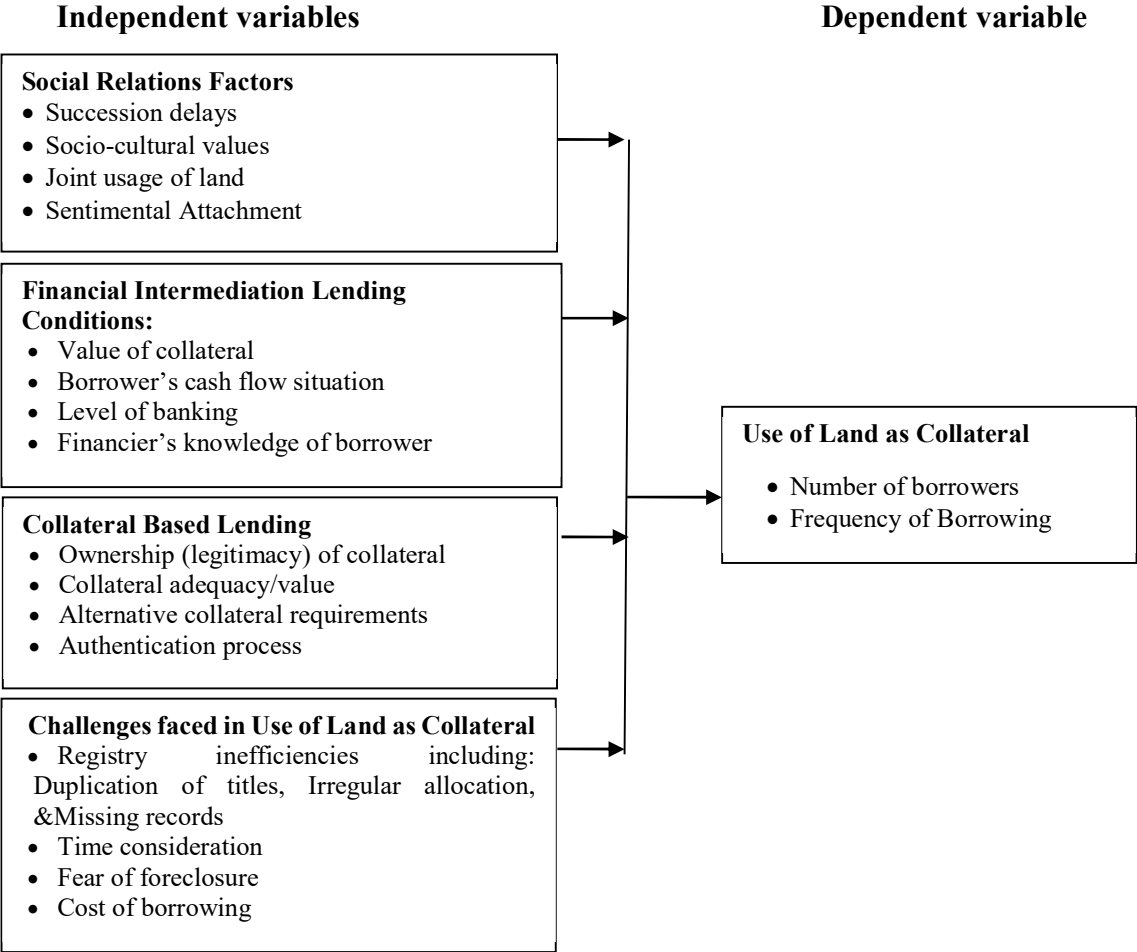 Independent variables
Dependent variable
Social Relations Factors
• Succession delays
• Socio-cultural values
• Joint usage of land
• Sentimental Attachment
Financial Intermediation Lending
Conditions:
• Value of collateral
• Borrower’s cash flow situation
• Level of banking
• Financier’s knowledge of borrower
Collateral Based Lending
• Ownership (legitimacy) of collateral
• Collateral adequacy/value
• Alternative collateral requirements
• Authentication process
Challenges faced in Use of Land as Collateral
• Registry inefficiencies including:
Duplication of titles, Irregular allocation,
&Missing records
• Time consideration
• Fear of foreclosure
• Cost of borrowing
Use of Land as Collateral
• Number of borrowers
• Frequency of Borrowing